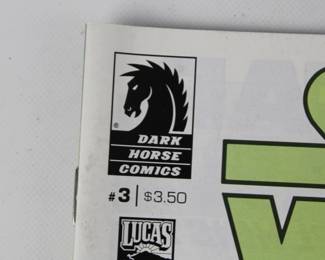 ®
DARK
HORSE
COMICS
#3 | $3.50
LUCAS